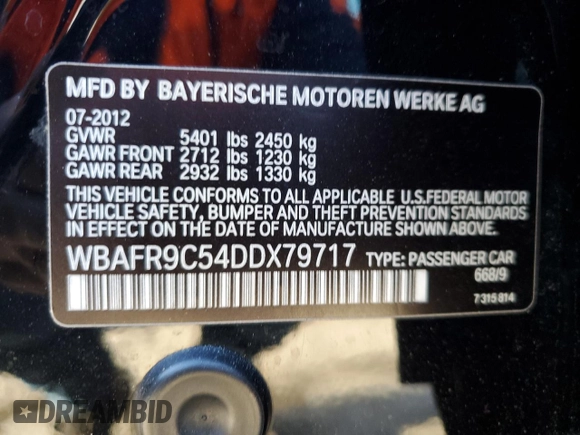 MFD BY BAYERISCHE MOTOREN WERKE AG
07-2012
GVWR 5401 lbs 2450 kg
GAWR FRONT 2712 lbs 1230 kg
GAWR REAR 2932 lbs 1330 kg
THIS VEHICLE CONFORMS TO ALL APPLICABLE U.S.FEDERAL MOTOR
VEHICLE SAFETY, BUMPER AND THEFT PREVENTION STANDARDS
IN EFFECT ON THE DATE OF MANUFACTURE SHOWN ABOVE.
WBAFR9C54DDX79717 TYPE: PASSENGER CAR
668/9
7315814
DREAMBID